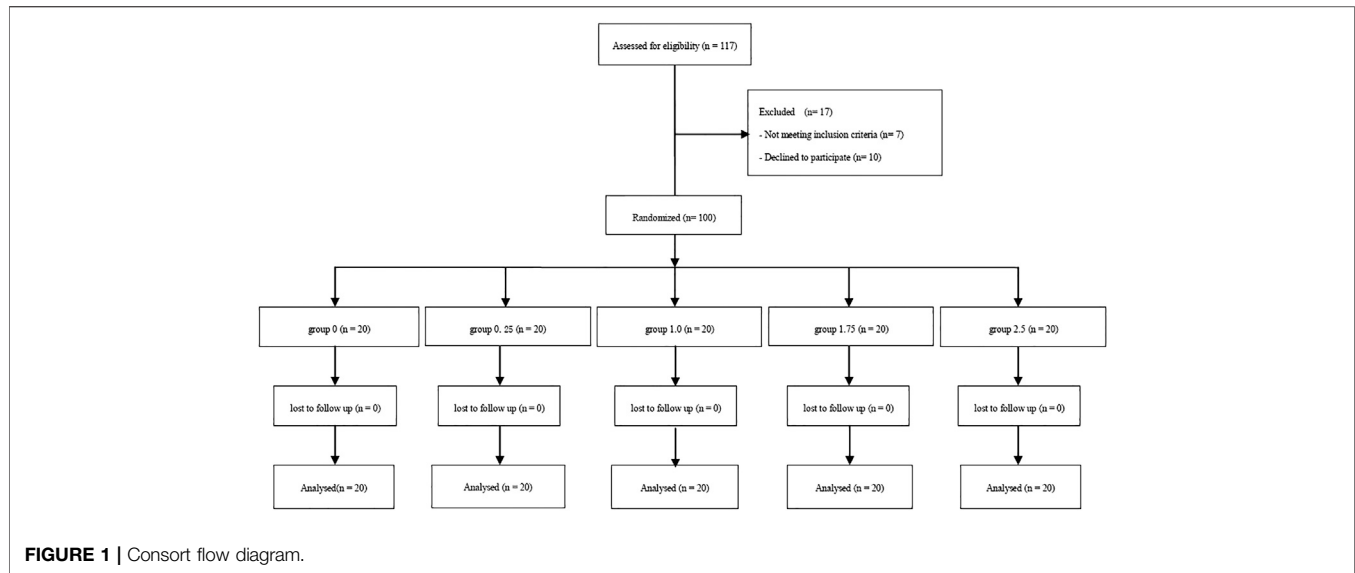 Assessed for eligibility (n = 117)
Excluded (n= 17)
- Not meeting inclusion criteria (n= 7)
- Declined to participate (n= 10)
Randomized (n= 100)
group 0 (n = 20)
group 0. 25 (n = 20)
group 1.0 (n = 20)
group 1.75 (n = 20)
group 2.5 (n = 20)
lost to follow up (n = 0)
lost to follow up (n = 0)
lost to follow up (n = 0)
lost to follow up (n = 0)
lost to follow up (n = 0)
Analysed(n = 20)
Analysed (n = 20)
Analysed (n = 20)
Analysed (n = 20)
Analysed (n = 20)
FIGURE 1 | Consort flow diagram.